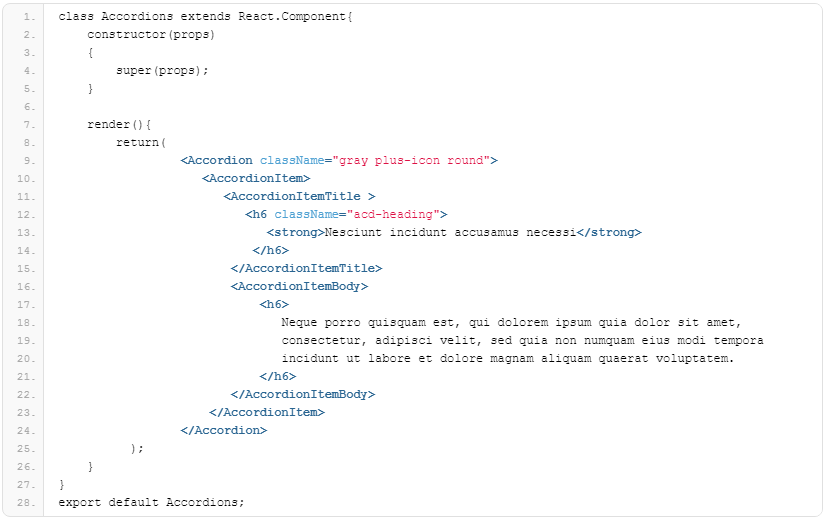 1. class Accordions extends React.Component{
2. constructor(props)
3. {
4. super(props);
5. }
6.
7. render(){
8. return(
9. <Accordion className="gray plus-icon round">
10. <AccordionItem>
11. <AccordionItemTitle >
12. <h6 className="acd-heading">
13. <strong>Nesciunt incidunt accusamus necessi</strong>
14. </h6>
15. </AccordionItemTitle>
16. <AccordionItemBody>
17. <h6>
18. Neque porro quisquam est, qui dolorem ipsum quia dolor sit amet,
19. consectetur, adipisci velit, sed quia non numquam eius modi tempora
20. incidunt ut labore et dolore magnam aliquam quaerat voluptatem.
21. </h6>
22. </AccordionItemBody>
23. </AccordionItem>
24. </Accordion>
25. );
26. }
27. }
28. export default Accordions;